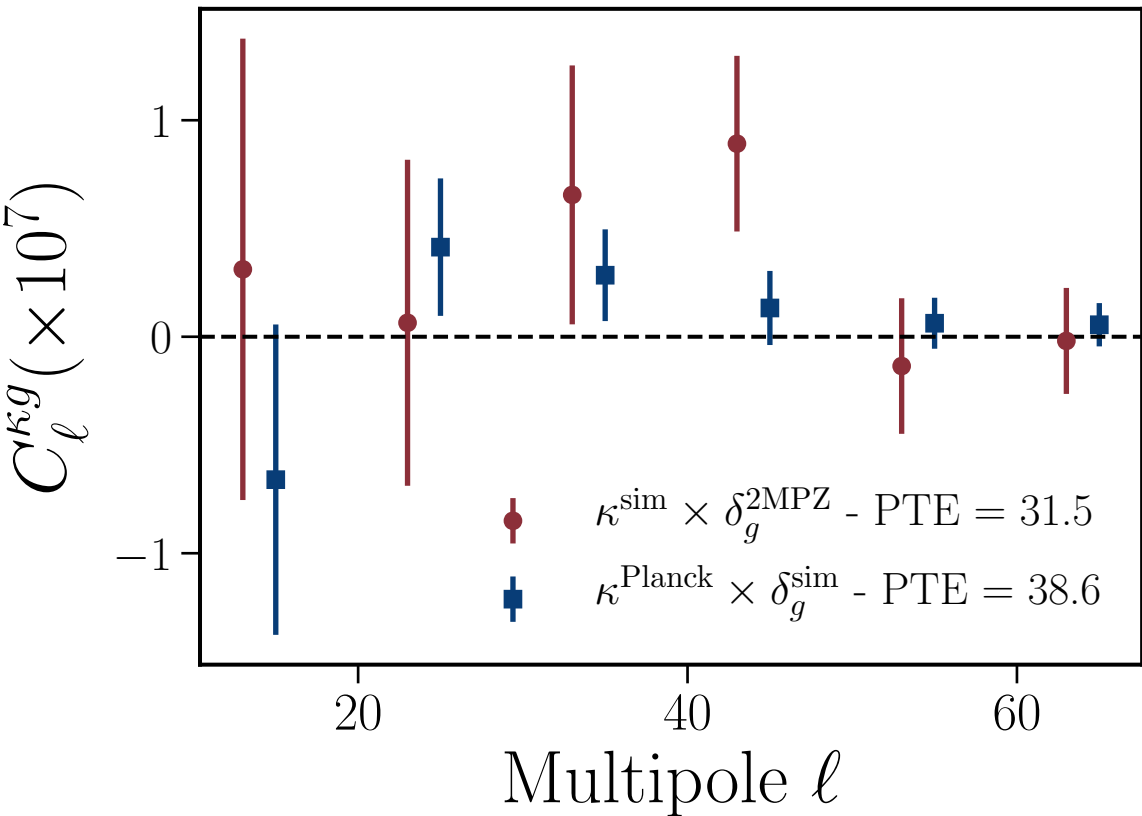 C_ℓ^{κg}(×10^7)
1
0
−1
κ^{sim} × δ_g^{2MPZ} - PTE = 31.5
κ^{Planck} × δ_g^{sim} - PTE = 38.6
20 40 60
Multipole ℓ